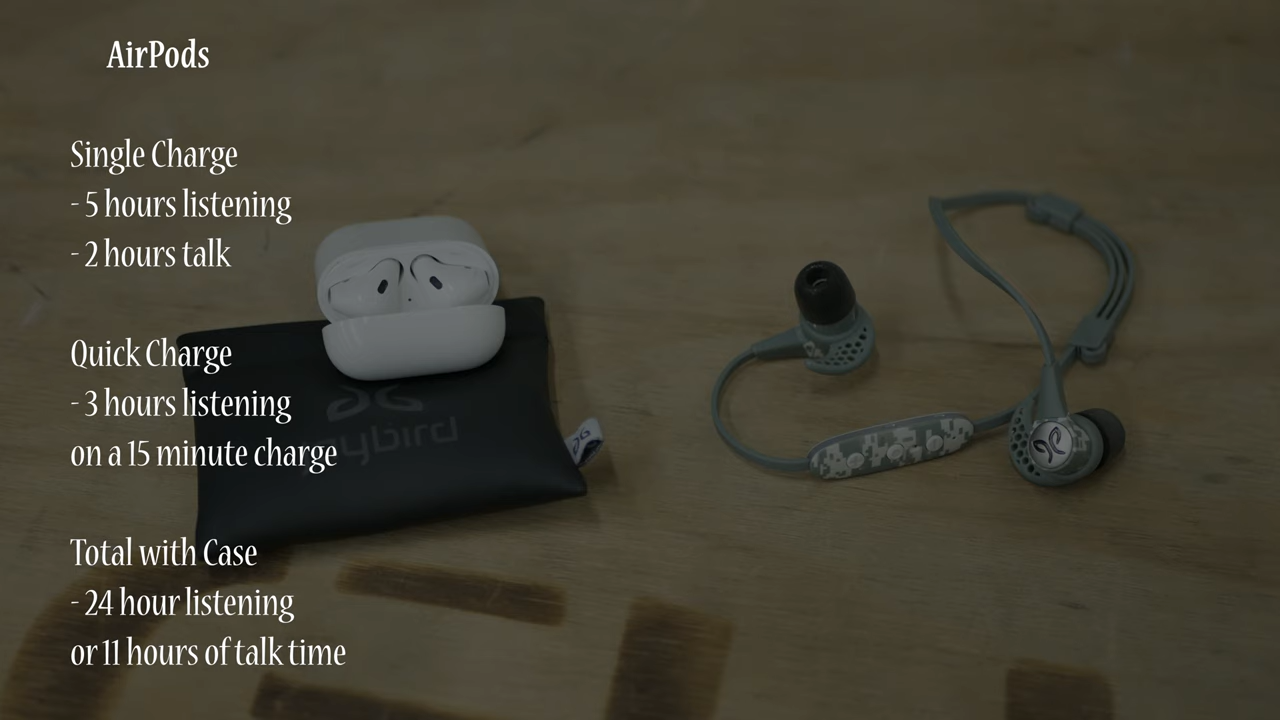 AirPods
Single Charge
- 5 hours listening
- 2 hours talk
Quick Charge
- 3 hours listening
on a 15 minute charge
Total with Case
- 24 hour listening
or 11 hours of talk time